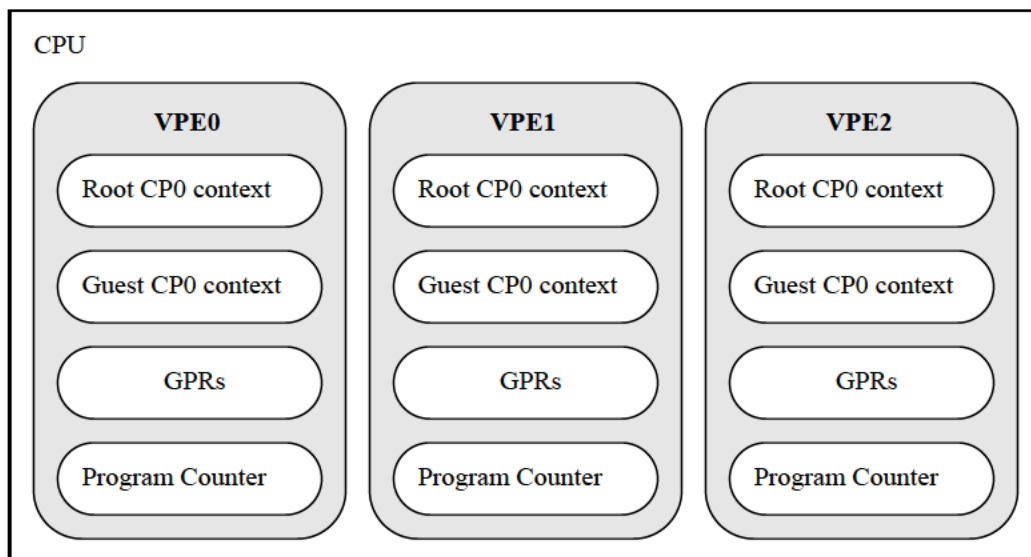 CPU
VPE0
Root CP0 context
Guest CP0 context
GPRs
Program Counter
VPE1
Root CP0 context
Guest CP0 context
GPRs
Program Counter
VPE2
Root CP0 context
Guest CP0 context
GPRs
Program Counter